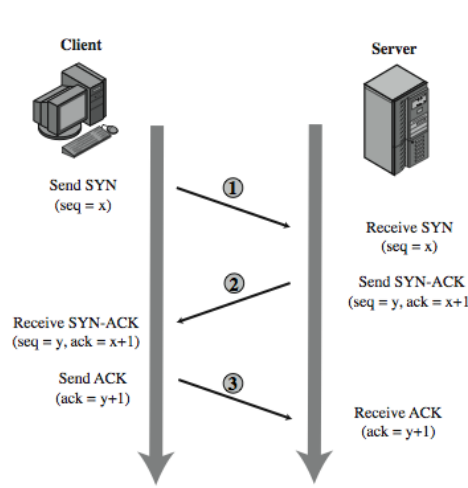 Client
Server
Send SYN
(seq = x)
1
Receive SYN
(seq = x)
2
Send SYN-ACK
(seq = y, ack = x+1
Receive SYN-ACK
(seq = y, ack = x+1)
Send ACK
(ack = y+1)
3
Receive ACK
(ack = y+1)